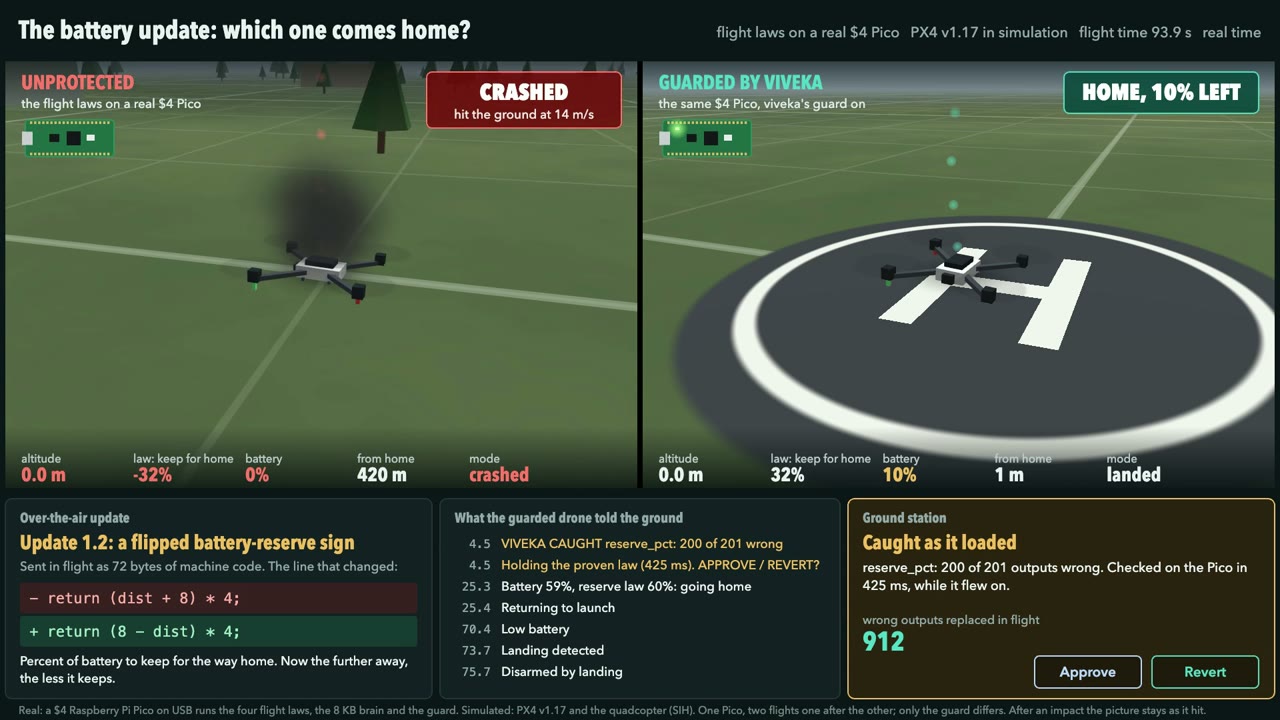 The battery update: which one comes home?
flight laws on a real $4 Pico PX4 v1.17 in simulation flight time 93.9 s real time
UNPROTECTED
the flight laws on a real $4 Pico
CRASHED
hit the ground at 14 m/s
altitude law: keep for home battery from home mode
0.0 m -32% 0% 420 m crashed
GUARDED BY VIVEKA
the same $4 Pico, viveka's guard on
HOME, 10% LEFT
H
altitude law: keep for home battery from home mode
0.0 m 32% 10% 1 m landed
Over-the-air update
Update 1.2: a flipped battery-reserve sign
Sent in flight as 72 bytes of machine code. The line that changed:
− return (dist + 8) * 4;
+ return (8 − dist) * 4;
Percent of battery to keep for the way home. Now the further away,
the less it keeps.
What the guarded drone told the ground
4.5 VIVEKA CAUGHT reserve_pct: 200 of 201 wrong
4.5 Holding the proven law (425 ms). APPROVE / REVERT?
25.3 Battery 59%, reserve law 60%: going home
25.4 Returning to launch
70.4 Low battery
73.7 Landing detected
75.7 Disarmed by landing
Ground station
Caught as it loaded
reserve_pct: 200 of 201 outputs wrong. Checked on the Pico in
425 ms, while it flew on.
wrong outputs replaced in flight
912
Approve Revert
Real: a $4 Raspberry Pi Pico on USB runs the four flight laws, the 8 KB brain and the guard. Simulated: PX4 v1.17 and the quadcopter (SIH). One Pico, two flights one after the other; only the guard differs. After an impact the picture stays as it hit.